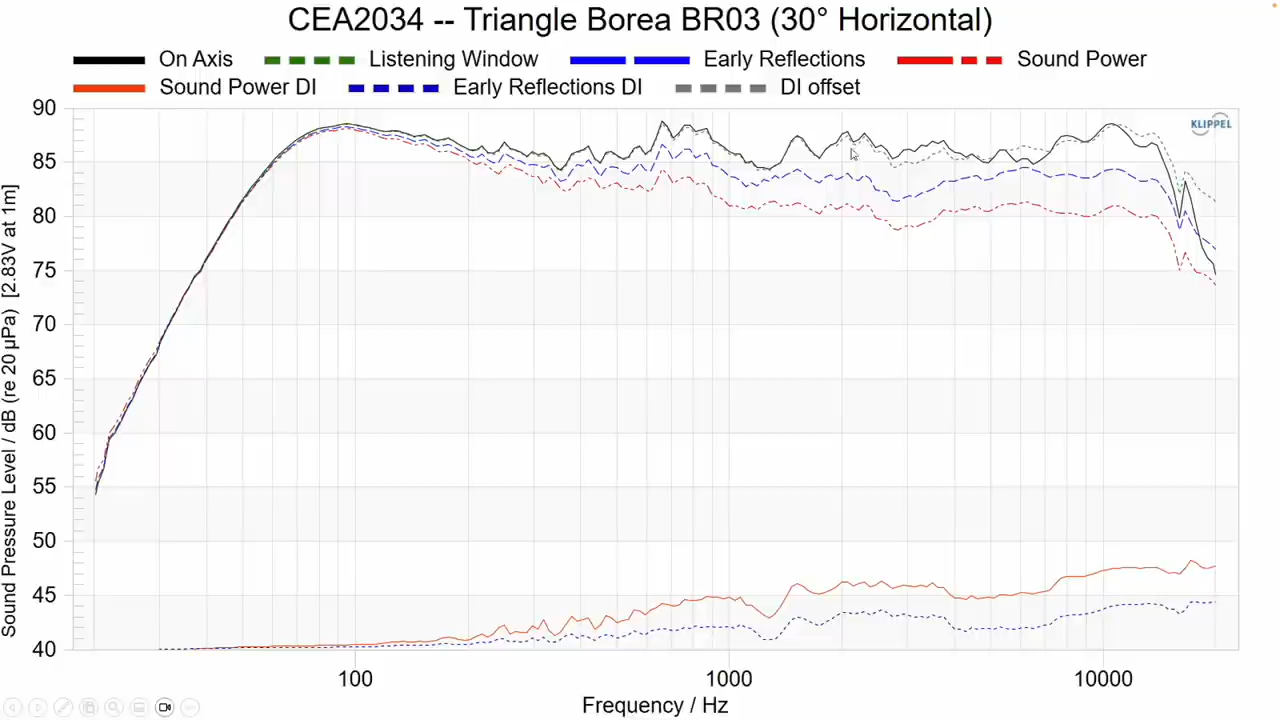 CEA2034 -- Triangle Borea BR03 (30° Horizontal)
On Axis Listening Window Early Reflections Sound Power
Sound Power DI Early Reflections DI DI offset
KLIPPEL
Sound Pressure Level / dB (re 20 µPa) [2.83V at 1m]
90
85
80
75
70
65
60
55
50
45
40
100 1000 10000
Frequency / Hz